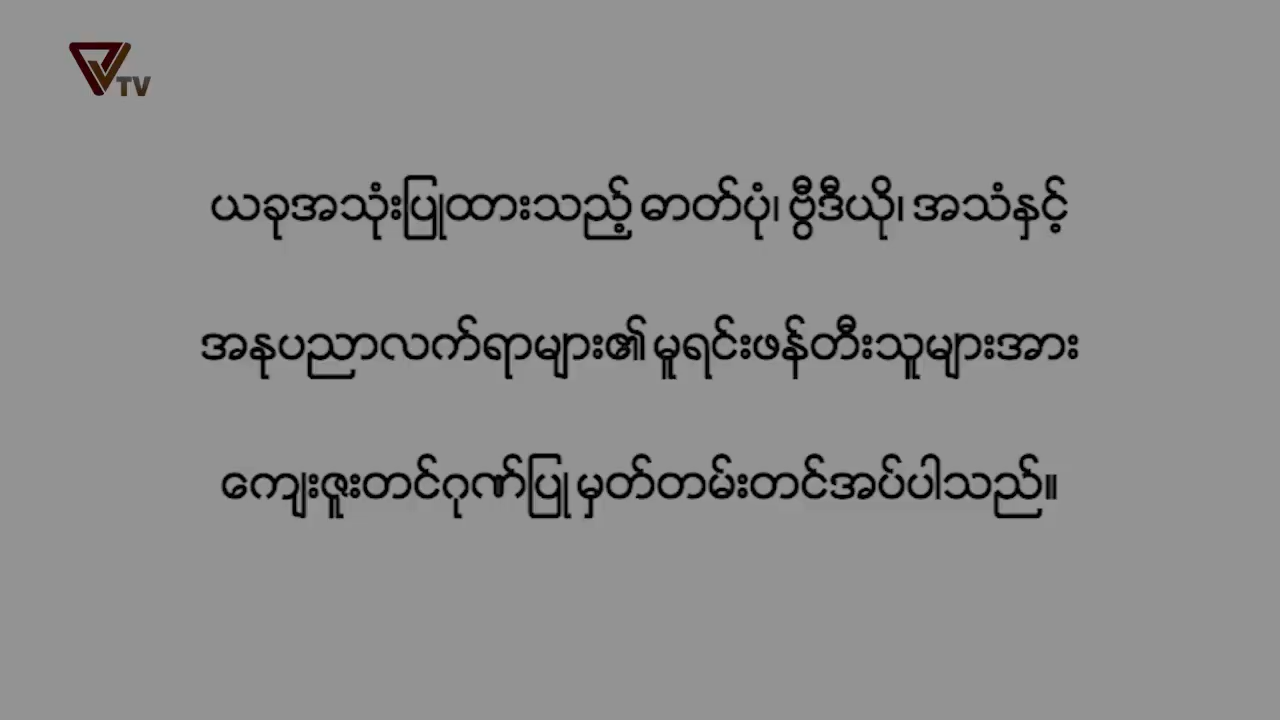 TV
ယခုအသုံးပြုထားသည့် ဓာတ်ပုံ၊ ဗွီဒီယို၊ အသံနှင့်
အနုပညာလက်ရာများ၏ မူရင်းဖန်တီးသူများအား
ကျေးဇူးတင်ဂုဏ်ပြု မှတ်တမ်းတင်အပ်ပါသည်။